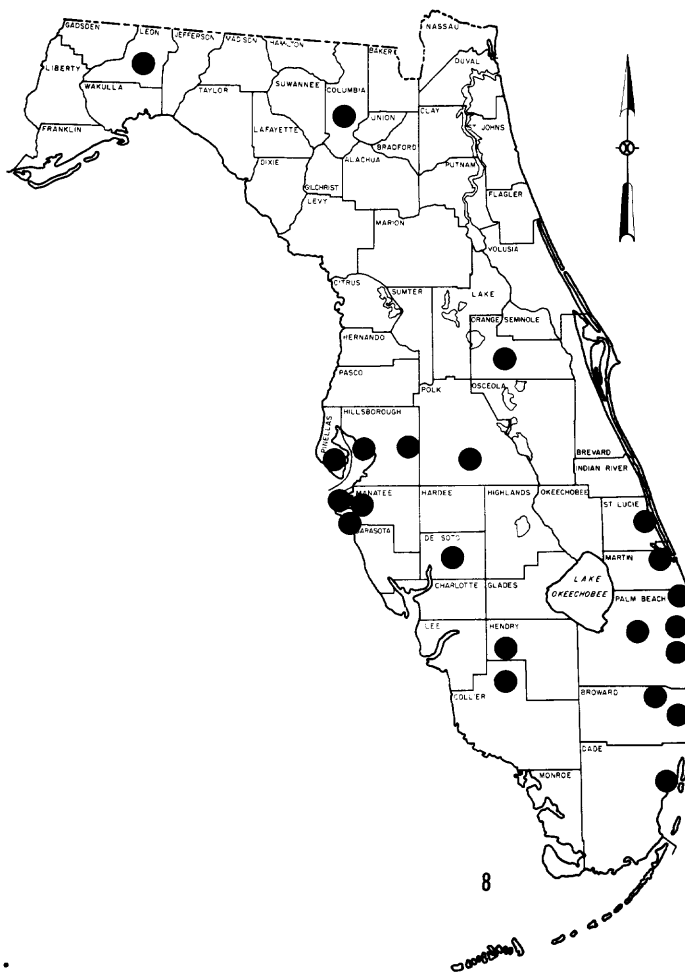 NASSAU
GADSDEN
LEON
JEFFERSON
MADISON
HAMILTON
BAKER
DUVAL
LIBERTY
WAKULLA
TAYLOR
SUWANNEE
COLUMBIA
UNION
CLAY
FRANKLIN
LAFAYETTE
BRADFORD
ST JOHNS
DIXIE
ALACHUA
PUTNAM
GILCHRIST
LEVY
FLAGLER
MARION
VOLUSIA
CITRUS
SUMTER
LAKE
ORANGE
SEMINOLE
HERNANDO
PASCO
POLK
OSCEOLA
HILLSBOROUGH
PINELLAS
BREVARD
INDIAN RIVER
MANATEE
HARDEE
HIGHLANDS
OKEECHOBEE
ST LUCIE
SARASOTA
DE SOTO
MARTIN
CHARLOTTE
GLADES
LAKE
OKEECHOBEE
PALM BEACH
LEE
HENDRY
COLLIER
BROWARD
DADE
MONROE
8